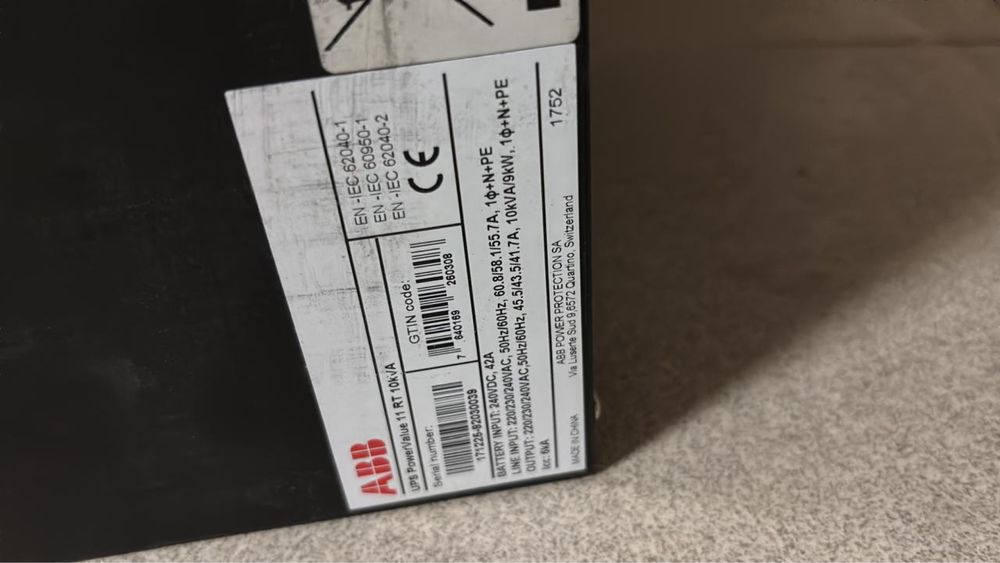 ABB
UPS PowerValue 11 RT 10kVA
EN -IEC 62040-1
EN -IEC 60950-1
EN -IEC 62040-2
CE
Serial number:
171225-82030039
GTIN code:
7 640169 260308
BATTERY INPUT: 240VDC, 42A
LINE INPUT: 220/230/240VAC, 50Hz/60Hz, 60.8/58.1/55.7A, 1ф+N+PE
OUTPUT: 220/230/240VAC,50Hz/60Hz, 45.5/43.5/41.7A, 10kVA/9kW, 1ф+N+PE
Icc: 6kA
MADE IN CHINA
ABB POWER PROTECTION SA
Via Luserte Sud 9,6572 Quartino, Switzerland
1752